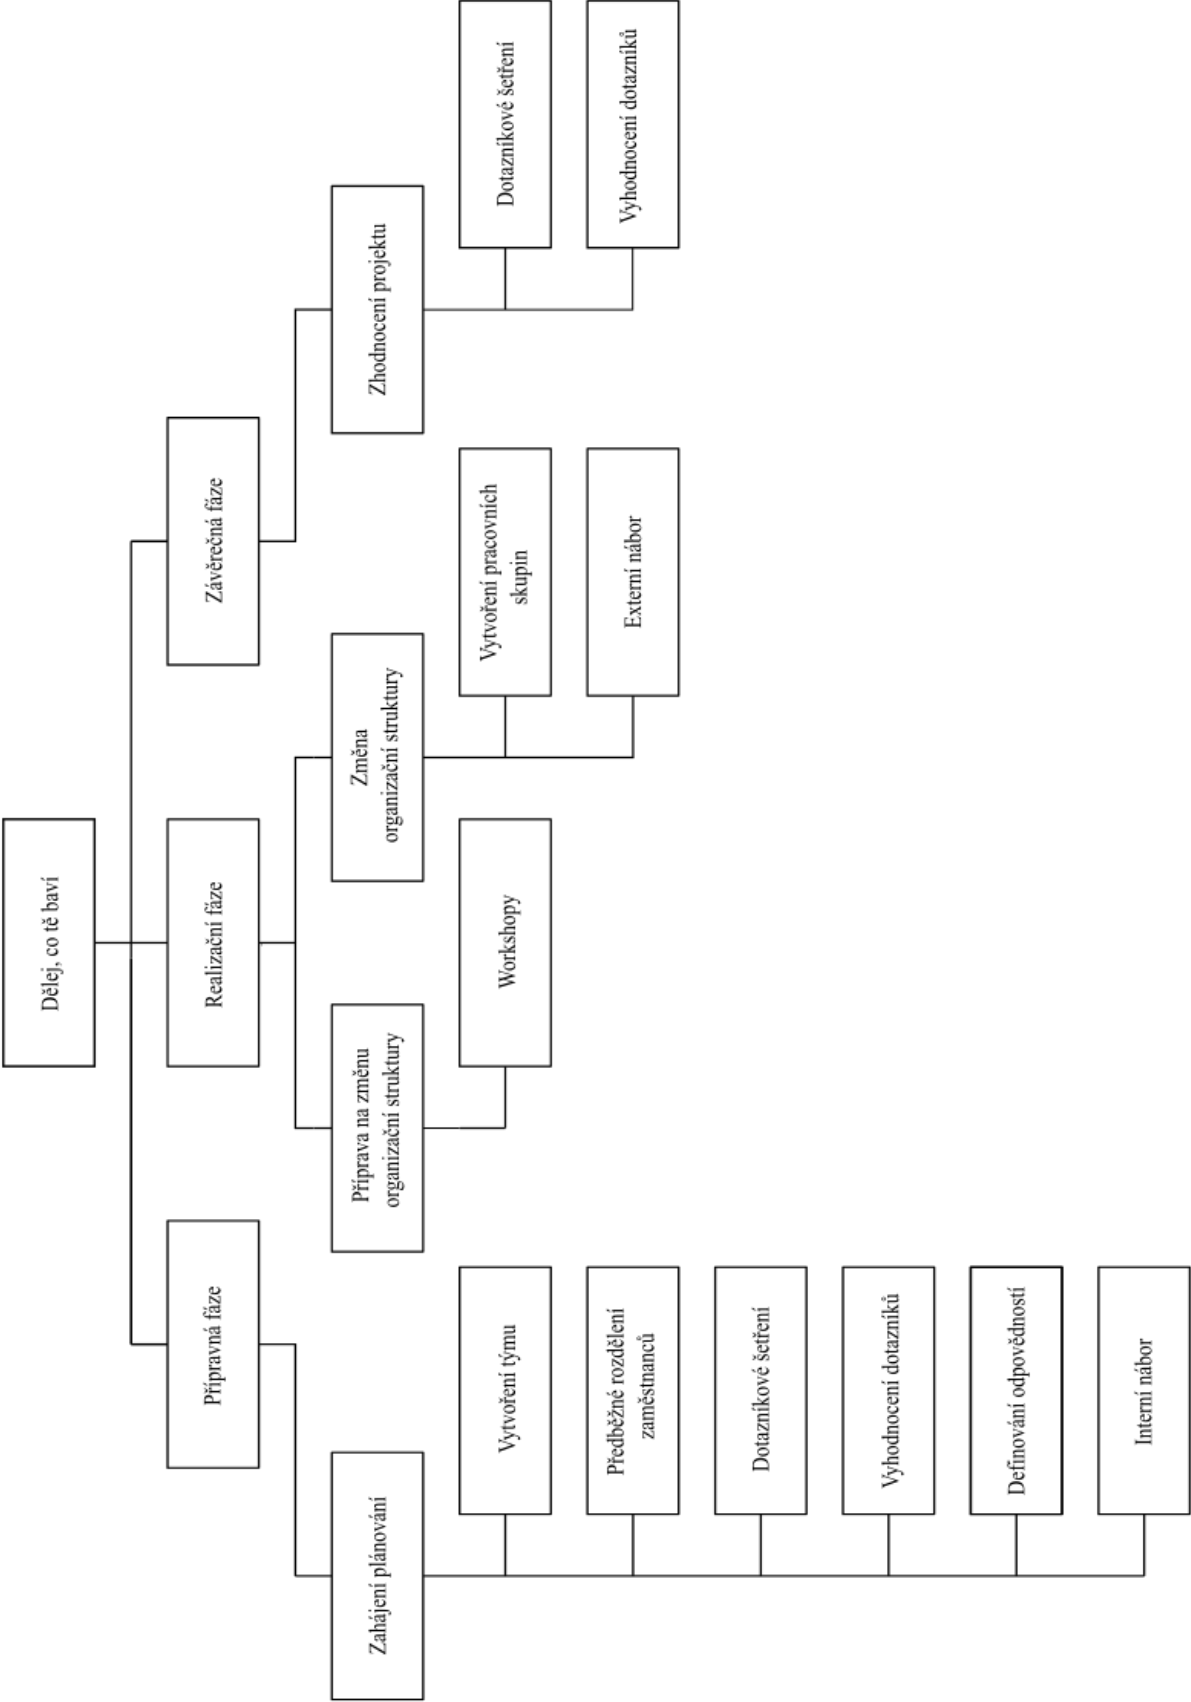 Dělej, co tě baví
Přípravná fáze
Realizační fáze
Závěrečná fáze
Zahájení plánování
Příprava na změnu
organizační struktury
Změna
organizační struktury
Zhodnocení projektu
Vytvoření týmu
Workshopy
Vytvoření pracovních
skupin
Dotazníkové šetření
Předběžné rozdělení
zaměstnanců
Externí nábor
Vyhodnocení dotazníků
Dotazníkové šetření
Vyhodnocení dotazníků
Definování odpovědností
Interní nábor